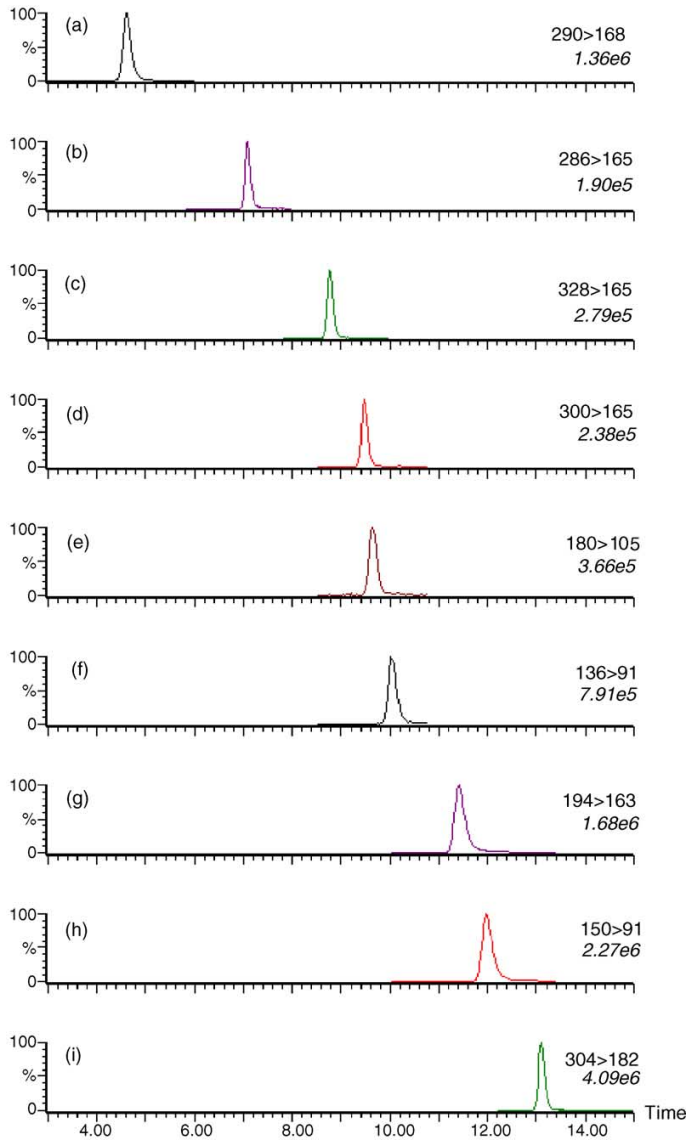 100
(a)
290>168
%
1.36e6
0
100
(b)
286>165
%
1.90e5
0
100
(c)
328>165
%
2.79e5
0
100
(d)
300>165
%
2.38e5
0
100
(e)
180>105
%
3.66e5
0
100
(f)
136>91
%
7.91e5
0
100
(g)
194>163
%
1.68e6
0
100
(h)
150>91
%
2.27e6
0
100
(i)
304>182
%
4.09e6
0
Time
4.00 6.00 8.00 10.00 12.00 14.00